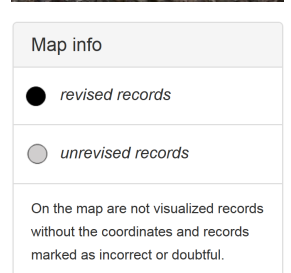 Map info
revised records
unrevised records
On the map are not visualized records
without the coordinates and records
marked as incorrect or doubtful.